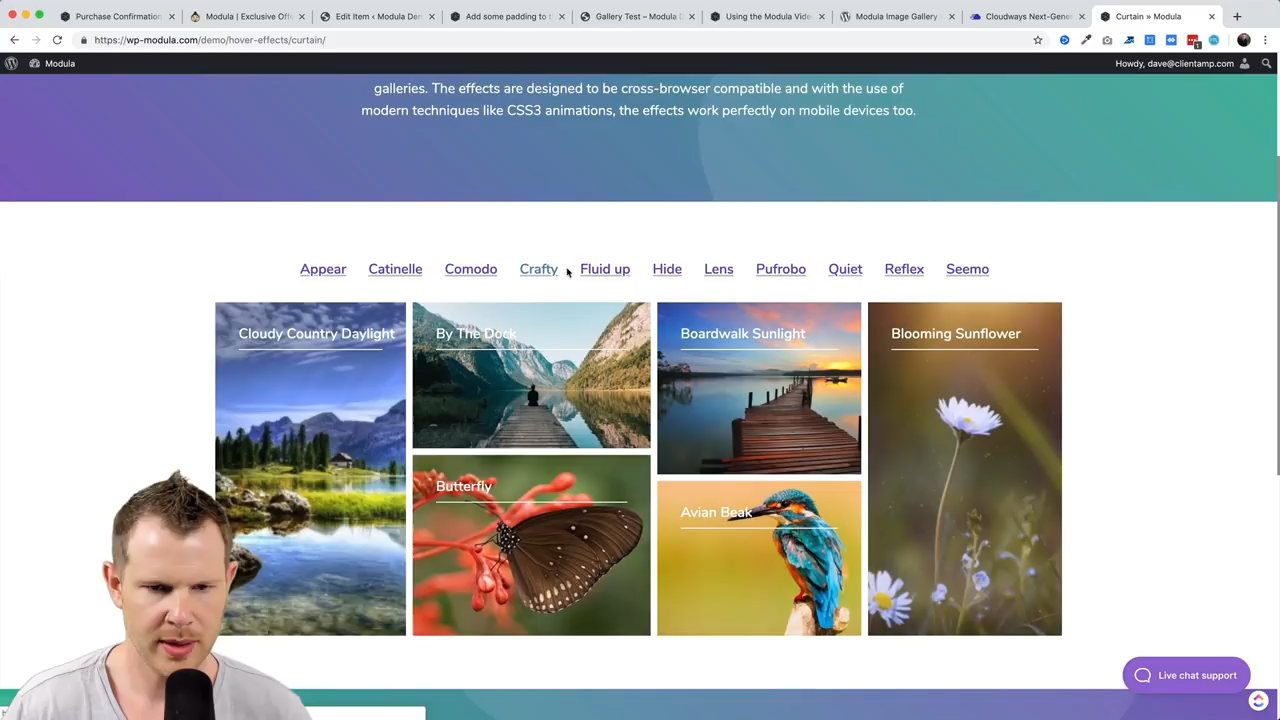 Purchase Confirmation
Modula | Exclusive Off
Edit Item ‹ Modula Der
Add some padding to t
Gallery Test – Modula D
Using the Modula Vide
Modula Image Gallery
Cloudways Next-Gene
Curtain » Modula
https://wp-modula.com/demo/hover-effects/curtain/
Modula
Howdy, dave@clientamp.com
galleries. The effects are designed to be cross-browser compatible and with the use of
modern techniques like CSS3 animations, the effects work perfectly on mobile devices too.
Appear Catinelle Comodo Crafty Fluid up Hide Lens Pufrobo Quiet Reflex Seemo
Cloudy Country Daylight
By The Dock
Boardwalk Sunlight
Blooming Sunflower
Butterfly
Avian Beak
Live chat support